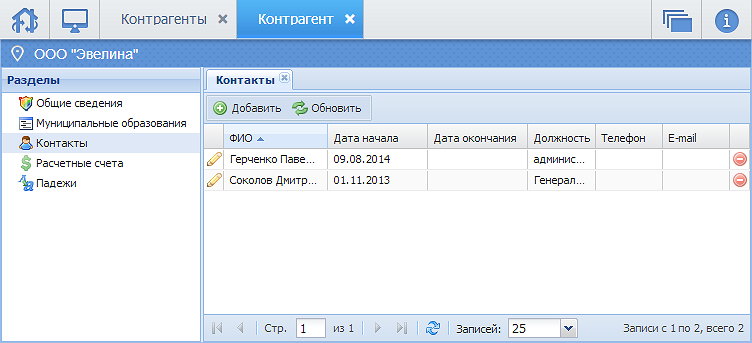 Контрагенты Контрагент
ООО "Эвелина"
Разделы
Общие сведения
Муниципальные образования
Контакты
Расчетные счета
Падежи
Контакты
Добавить Обновить
ФИО Дата начала Дата окончания Должность Телефон E-mail
Герченко Паве... 09.08.2014 админис...
Соколов Дмитр... 01.11.2013 Генерал...
Стр. 1 из 1 Записей: 25 Записи с 1 по 2, всего 2